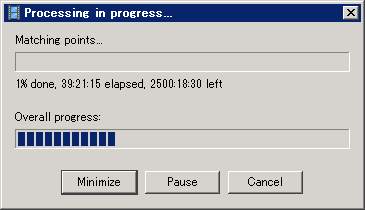 Processing in progress...
Matching points...
1% done, 39:21:15 elapsed, 2500:18:30 left
Overall progress:
Minimize Pause Cancel